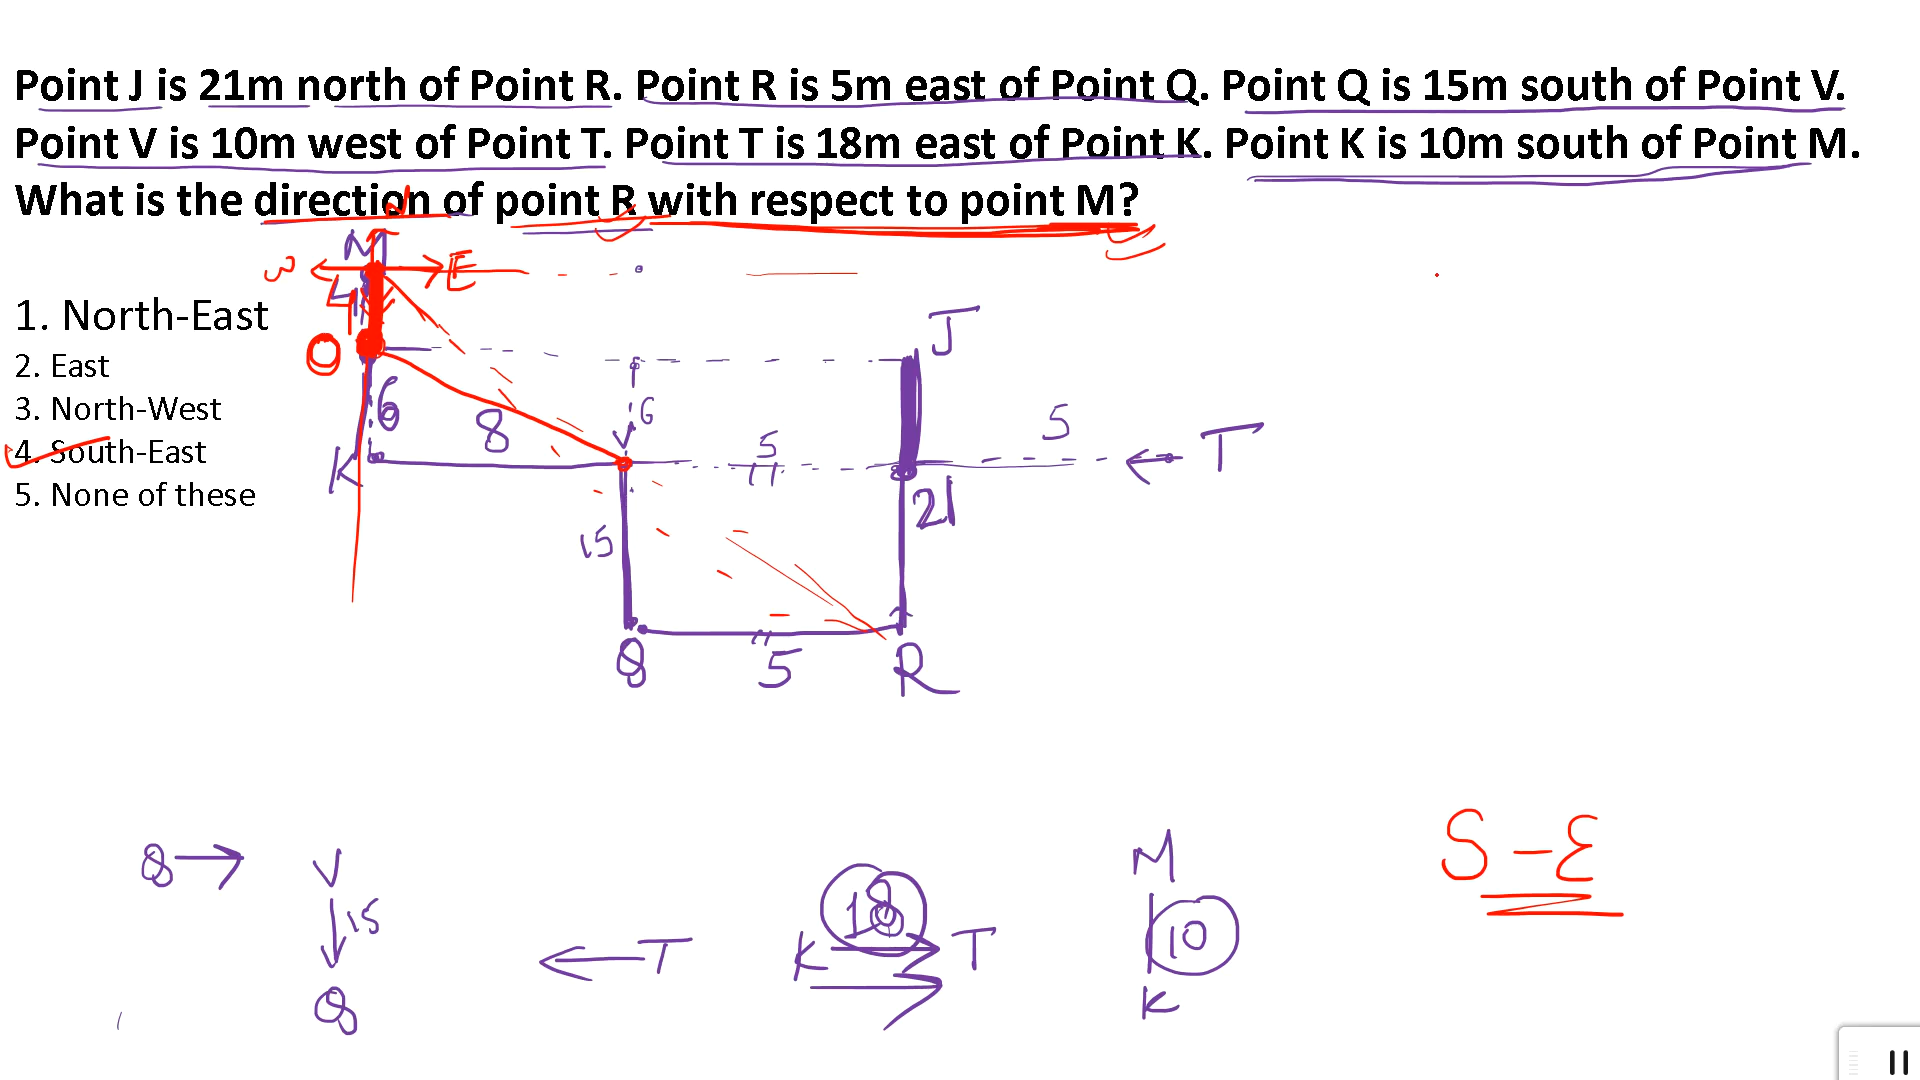 Point J is 21m north of Point R. Point R is 5m east of Point Q. Point Q is 15m south of Point V.
Point V is 10m west of Point T. Point T is 18m east of Point K. Point K is 10m south of Point M.
What is the direction of point R with respect to point M?
N
M
W E
4
1. North-East
J
O
2. East
6 8 6 5
3. North-West
V 5 T
4. South-East
K
5. None of these
21
15
Q 5 R
S-E
Q V 18 M
15 K T 10
T
Q K